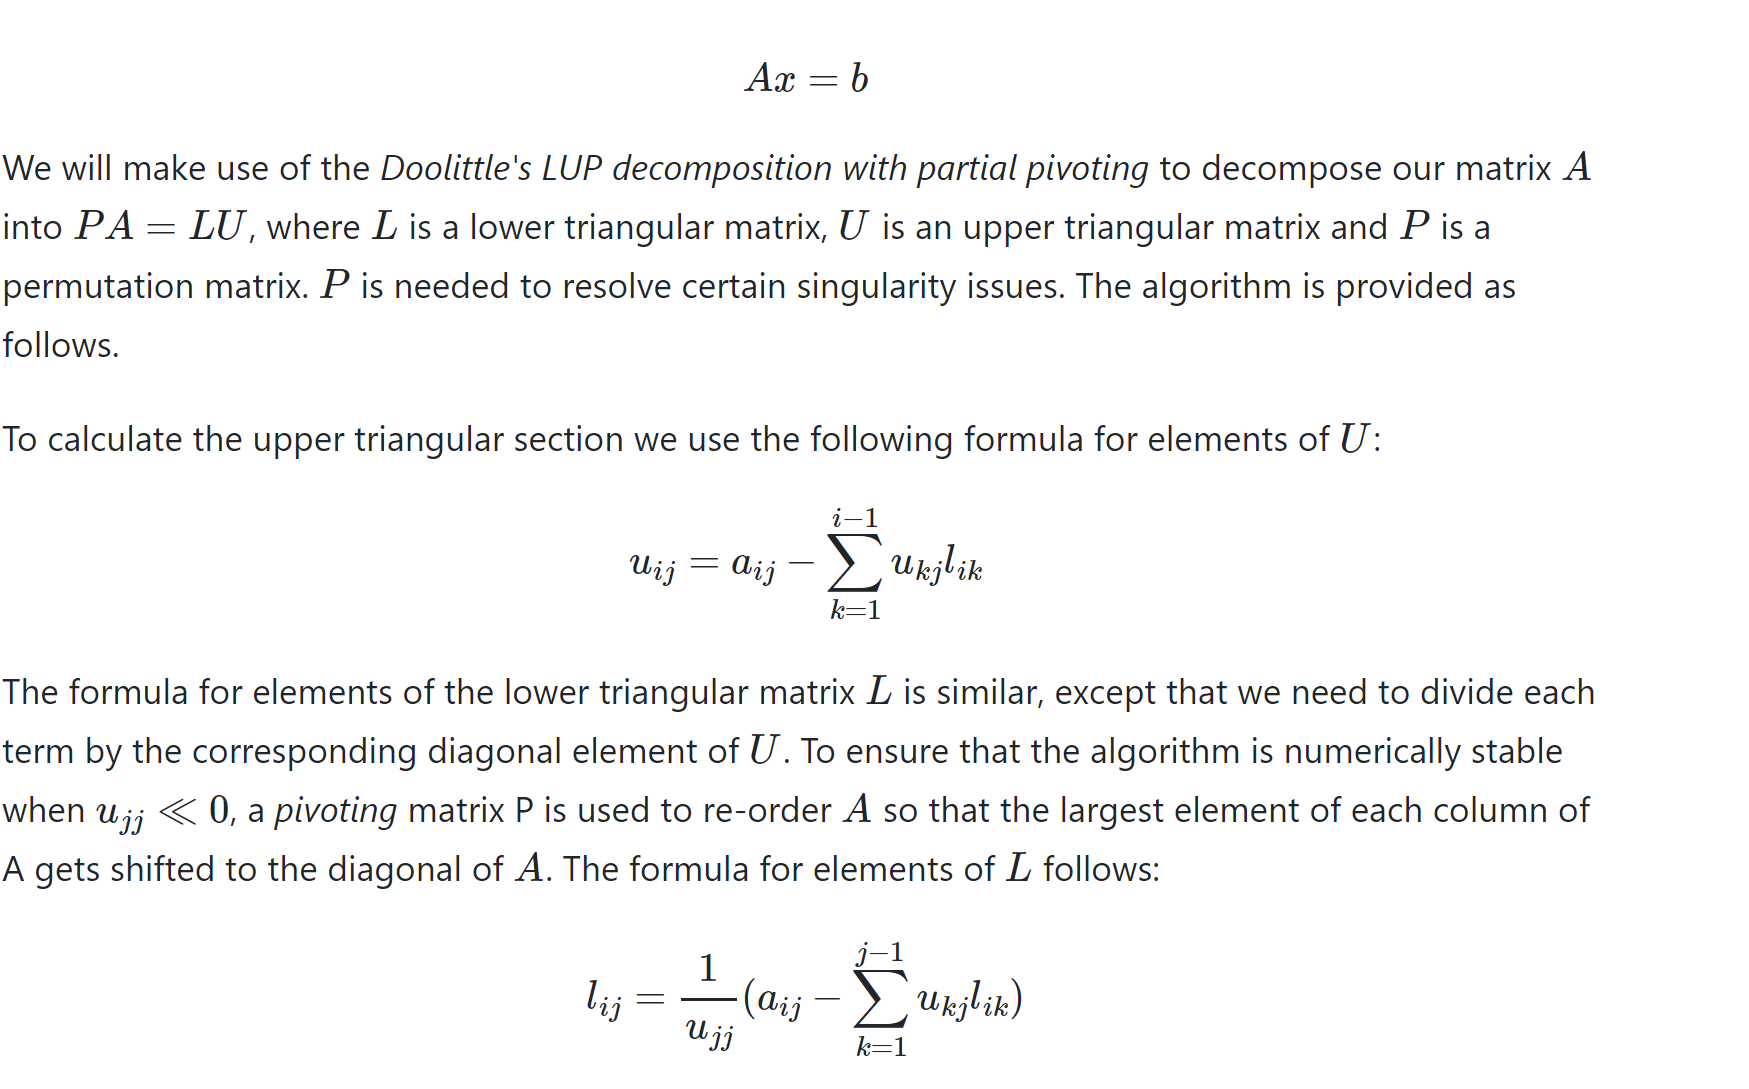 Ax = b
We will make use of the Doolittle's LUP decomposition with partial pivoting to decompose our matrix A
into PA = LU, where L is a lower triangular matrix, U is an upper triangular matrix and P is a
permutation matrix. P is needed to resolve certain singularity issues. The algorithm is provided as
follows.
To calculate the upper triangular section we use the following formula for elements of U:
u_{ij} = a_{ij} − \sum_{k=1}^{i−1} u_{kj} l_{ik}
The formula for elements of the lower triangular matrix L is similar, except that we need to divide each
term by the corresponding diagonal element of U. To ensure that the algorithm is numerically stable
when u_{jj} ≪ 0, a pivoting matrix P is used to re-order A so that the largest element of each column of
A gets shifted to the diagonal of A. The formula for elements of L follows:
l_{ij} = \frac{1}{u_{jj}} (a_{ij} − \sum_{k=1}^{j−1} u_{kj} l_{ik})